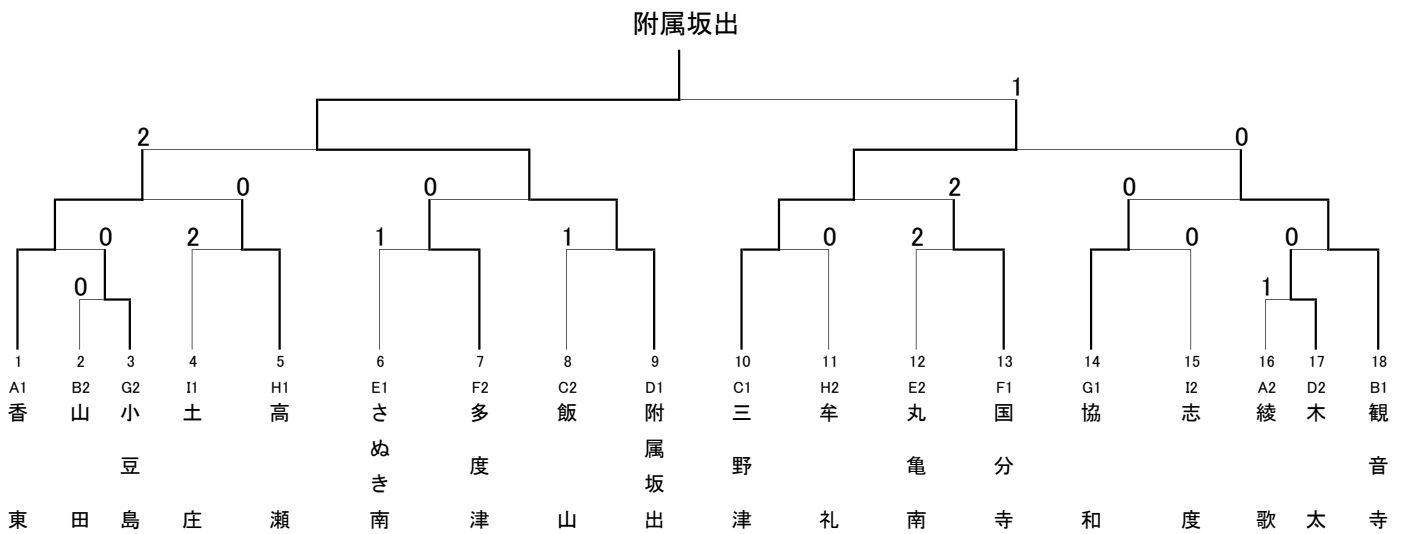 附属坂出
1
2 0
0 0 2 0
0 2 1 1 0 2 0 0
0 1
1 2 3 4 5 6 7 8 9 10 11 12 13 14 15 16 17 18
A1 B2 G2 I1 H1 E1 F2 C2 D1 C1 H2 E2 F1 G1 I2 A2 D2 B1
香東
山田
小豆島
土庄
高瀬
さぬき南
多度津
飯山
附属坂出
三野津
牟礼
丸亀南
国分寺
協和
志度
綾歌
木太
観音寺